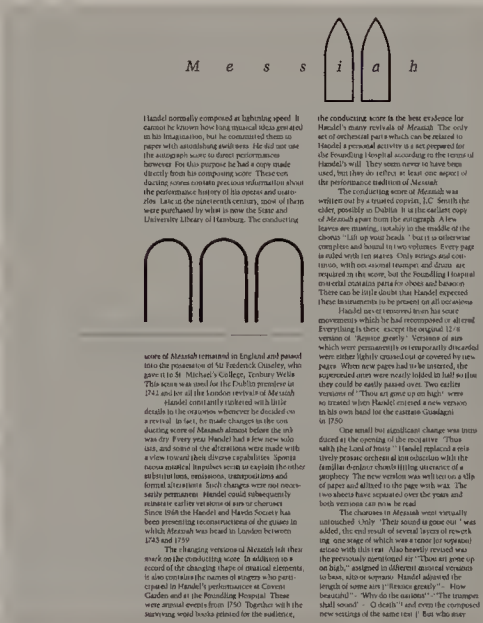 Messiah
Handel normally composed at lightning speed. It
cannot be known how long musical ideas gestated
in his imagination, but he committed them to
paper with astonishing swiftness. He did not use
the autograph score to direct performances
however. For this purpose he had a copy made
directly from his composing score. These con-
ducting scores contain precious information about
the performance history of his operas and orato-
rios. Late in the nineteenth century, most of them
were purchased by what is now the State and
University Library of Hamburg. The conducting
score of Messiah remained in England and passed
into the possession of Sir Frederick Ouseley, who
gave it to St. Michael's College, Tenbury Wells.
This score was used for the Dublin premiere in
1742 and for all the London revivals of Messiah.
Handel constantly tinkered with little
details in the oratorios whenever he decided on
a revival. In fact, he made changes in the con
ducting score of Messiah almost before the ink
was dry. Every year Handel had a few new solo
ists, and some of the alterations were made with
a view toward their diverse capabilities. Sponta
neous musical impulses seem to explain the other
substitutions, omissions, transpositions and
formal alterations. Such changes were not neces-
sarily permanent. Handel could subsequently
reinstate earlier versions of airs or choruses.
Since 1968 the Handel and Haydn Society has
been presenting reconstructions of the guises in
which Messiah was heard in London between
1743 and 1759.
The changing versions of Messiah left their
mark on the conducting score. In addition to a
record of the changing shape of musical elements,
it also contains the names of singers who parti-
cipated in Handel's performances at Covent
Garden and at the Foundling Hospital. These
were annual events from 1750. Together with the
surviving word books printed for the audience,
the conducting score is the best evidence for
Handel's many revivals of Messiah. The only
set of orchestral parts which can be related to
Handel's personal activity is a set prepared for
the Foundling Hospital according to the terms of
Handel's will. They seem never to have been
used, but they do reflect at least one aspect of
the performance tradition of Messiah.
The conducting score of Messiah was
written out by a trusted copyist, J.C. Smith the
elder, possibly in Dublin. It is the earliest copy
of Messiah apart from the autograph. A few
leaves are missing, notably in the middle of the
chorus "Lift up your heads," but it is otherwise
complete and bound in two volumes. Every page
is ruled with ten staves. Only strings and con-
tinuo, with occasional trumpet and drum are
required in the score, but the Foundling Hospital
material contains parts for oboes and bassoon.
There can be little doubt that Handel expected
these instruments to be present on all occasions.
Handel never removed from his score
movements which he had recomposed or altered.
Everything is there except the original 12/8
version of "Rejoice greatly." Versions of airs
which were permanently or temporarily discarded
were either lightly crossed out or covered by new
pages. When new pages had to be inserted, the
superceded ones were neatly folded in half so that
they could be easily passed over. Two earlier
versions of "Thou art gone up on high" were
so treated when Handel entered a new version
in his own hand for the castrato Guadagni
in 1750.
One small but significant change was intro
duced at the opening of the recitative "Thus
saith the Lord of hosts." Handel replaced a rela
tively prosaic orchestral introduction with the
familiar dotted chords fitting utterance of a
prophecy. The new version was written on a slip
of paper and affixed to the page with wax. The
two sheets have separated over the years and
both versions can now be read.
The choruses in Messiah went virtually
untouched. Only "Their sound is gone out" was
added, the end result of several layers of rework
ing one stage of which was a tenor (or soprano)
arioso with this text. Also heavily revised was
the previously mentioned air "Thou art gone up
on high," assigned in different musical versions
to bass, alto or soprano. Handel adjusted the
length of some airs ("Rejoice greatly" - "How
beautiful" - "Why do the nations" - "The trumpet
shall sound" - "O death") and even the composed
new settings of the same text. But who may